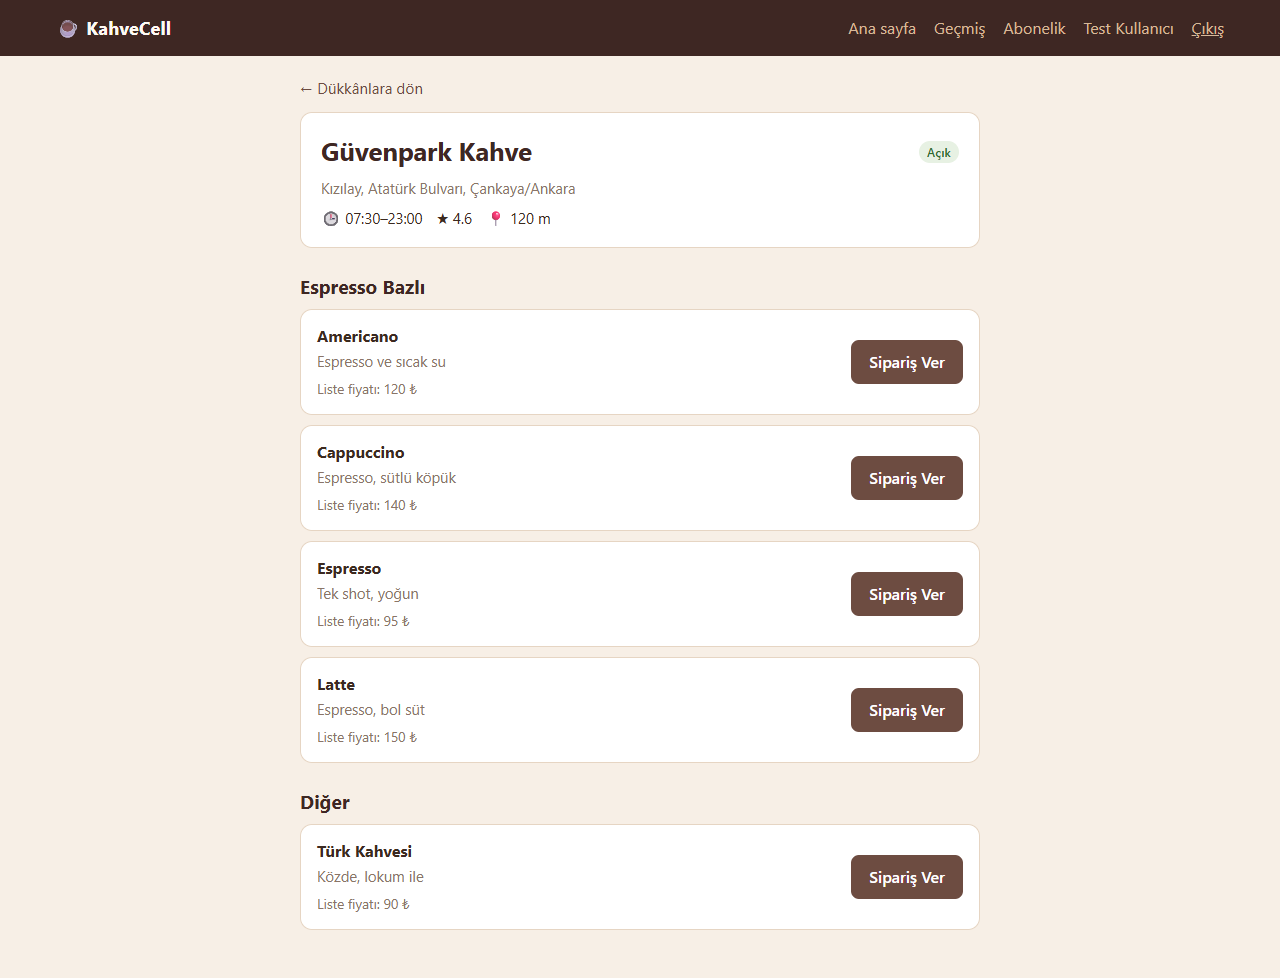 KahveCell
Ana sayfa Geçmiş Abonelik Test Kullanıcı Çıkış
← Dükkânlara dön
Güvenpark Kahve
Açık
Kızılay, Atatürk Bulvarı, Çankaya/Ankara
07:30–23:00 ★ 4.6 120 m
Espresso Bazlı
Americano
Espresso ve sıcak su
Liste fiyatı: 120 ₺
Sipariş Ver
Cappuccino
Espresso, sütlü köpük
Liste fiyatı: 140 ₺
Sipariş Ver
Espresso
Tek shot, yoğun
Liste fiyatı: 95 ₺
Sipariş Ver
Latte
Espresso, bol süt
Liste fiyatı: 150 ₺
Sipariş Ver
Diğer
Türk Kahvesi
Közde, lokum ile
Liste fiyatı: 90 ₺
Sipariş Ver